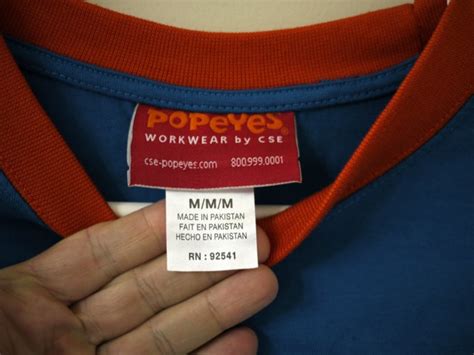 POPEYES
WORKWEAR by CSE
cse-popeyes.com 800.999.0001
M/M/M
MADE IN PAKISTAN
FAIT EN PAKISTAN
HECHO EN PAKISTAN
RN : 92541